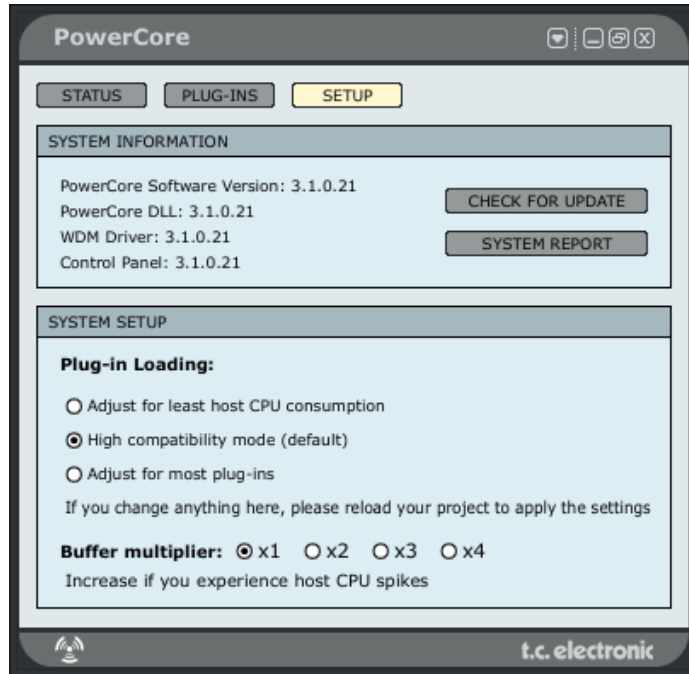 PowerCore
STATUS PLUG-INS SETUP
SYSTEM INFORMATION
PowerCore Software Version: 3.1.0.21
PowerCore DLL: 3.1.0.21
WDM Driver: 3.1.0.21
Control Panel: 3.1.0.21
CHECK FOR UPDATE
SYSTEM REPORT
SYSTEM SETUP
Plug-in Loading:
Adjust for least host CPU consumption
High compatibility mode (default)
Adjust for most plug-ins
If you change anything here, please reload your project to apply the settings
Buffer multiplier: x1 x2 x3 x4
Increase if you experience host CPU spikes
t.c. electronic